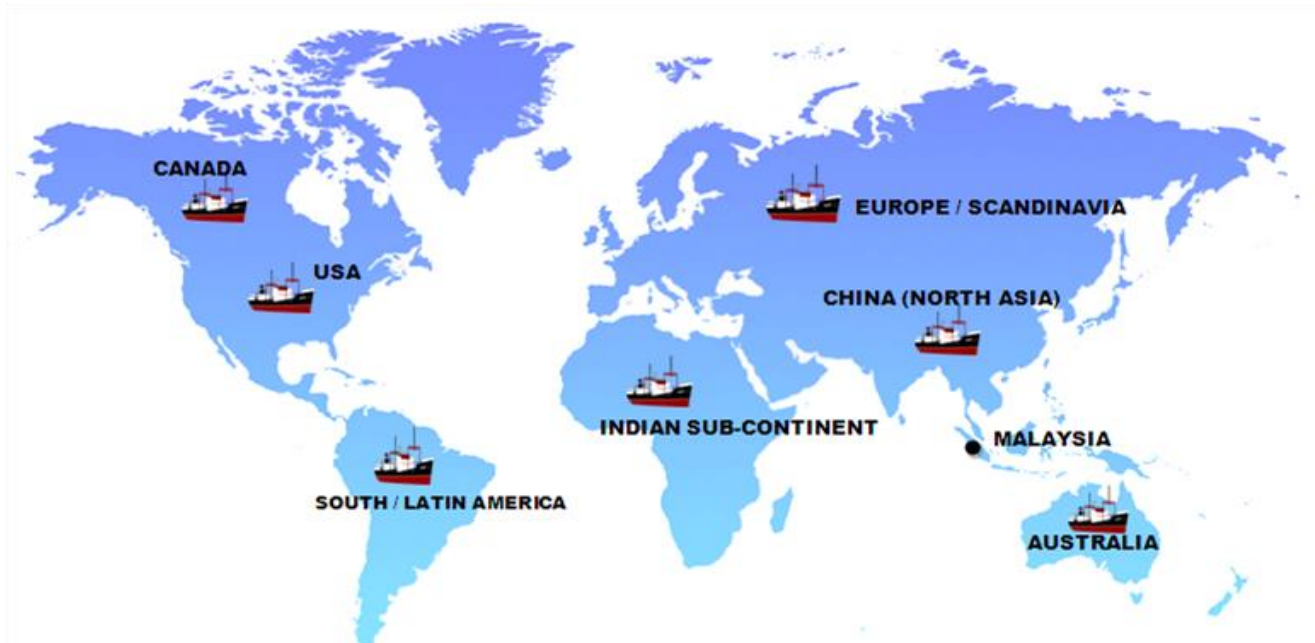 CANADA
EUROPE / SCANDINAVIA
USA
CHINA (NORTH ASIA)
INDIAN SUB-CONTINENT
MALAYSIA
SOUTH / LATIN AMERICA
AUSTRALIA